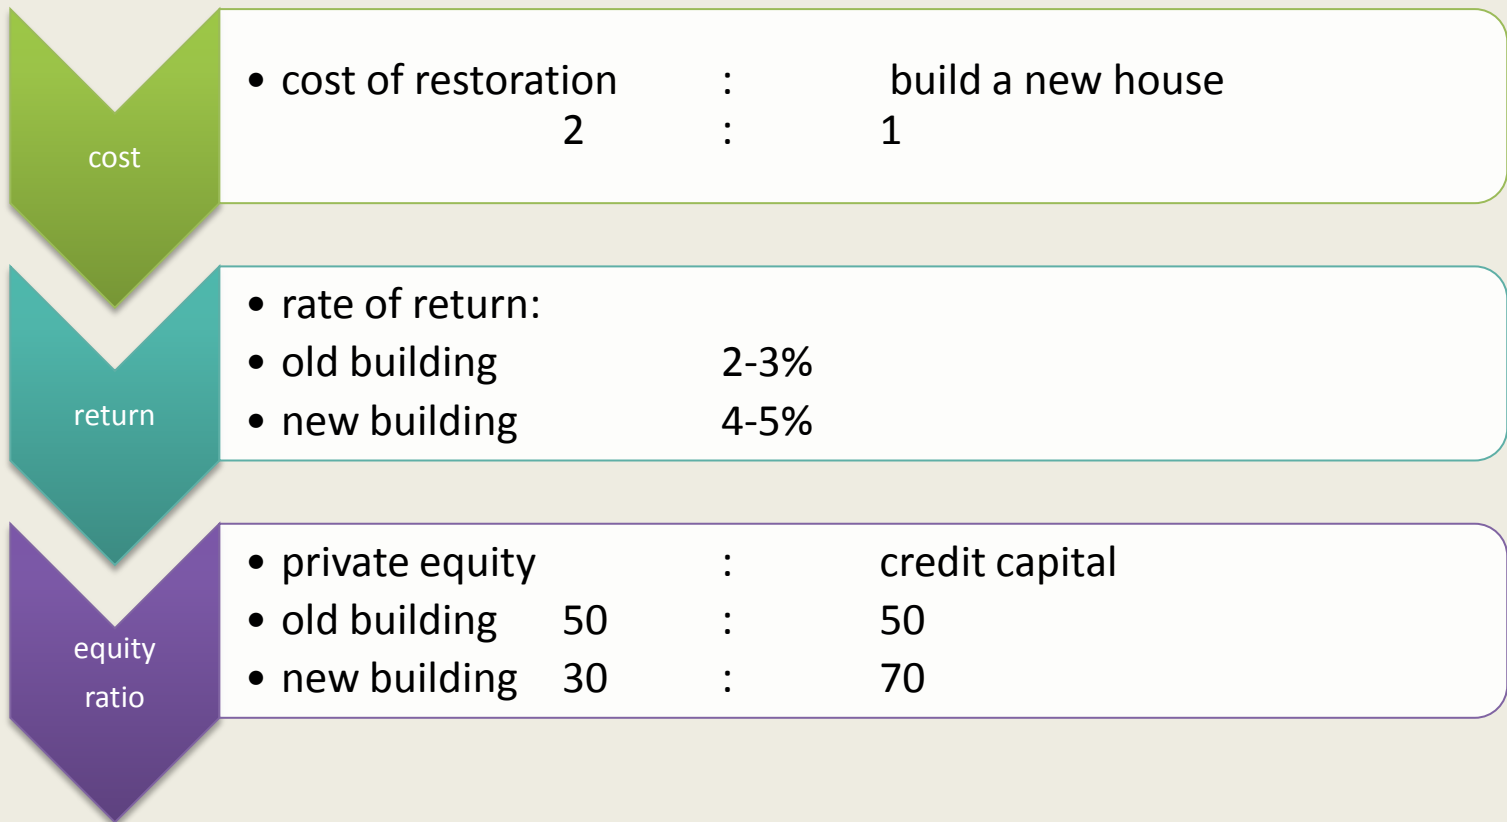 cost
• cost of restoration : build a new house
2 : 1
return
• rate of return:
• old building 2-3%
• new building 4-5%
equity
ratio
• private equity : credit capital
• old building 50 : 50
• new building 30 : 70